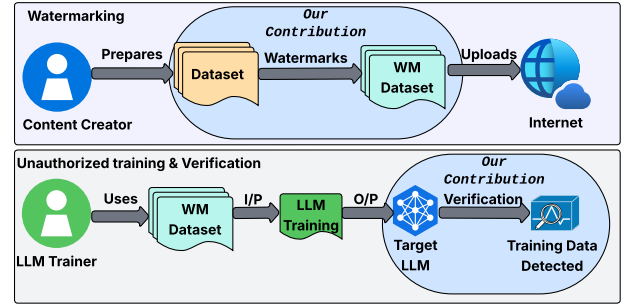 Watermarking
Our
Contribution
Prepares
Dataset
Watermarks
WM
Dataset
Uploads
Content Creator
Internet
Unauthorized training & Verification
Our
Contribution
Uses
WM
Dataset
I/P
LLM
Training
O/P
Verification
LLM Trainer
Target
LLM
Training Data
Detected